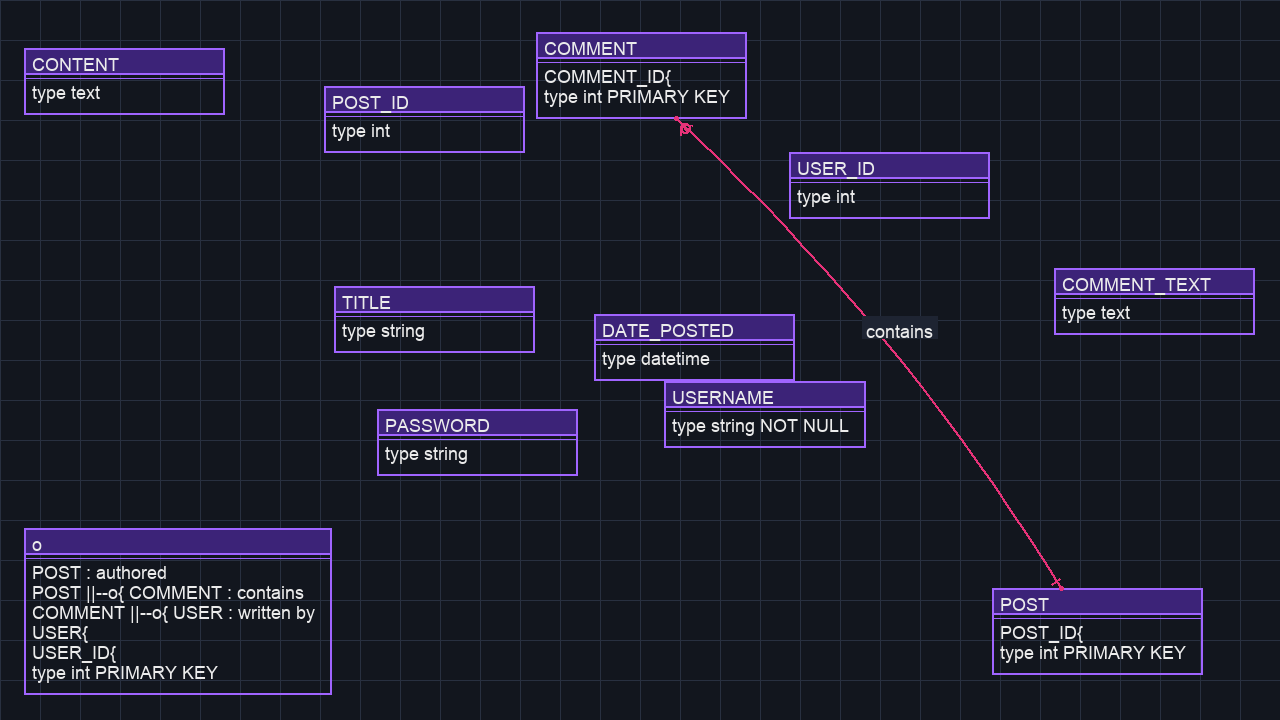 CONTENT
type text
POST_ID
type int
COMMENT
COMMENT_ID{
type int PRIMARY KEY
USER_ID
type int
COMMENT_TEXT
type text
TITLE
type string
DATE_POSTED
type datetime
contains
USERNAME
type string NOT NULL
PASSWORD
type string
o
POST : authored
POST ||--o{ COMMENT : contains
COMMENT ||--o{ USER : written by
USER{
USER_ID{
type int PRIMARY KEY
POST
POST_ID{
type int PRIMARY KEY